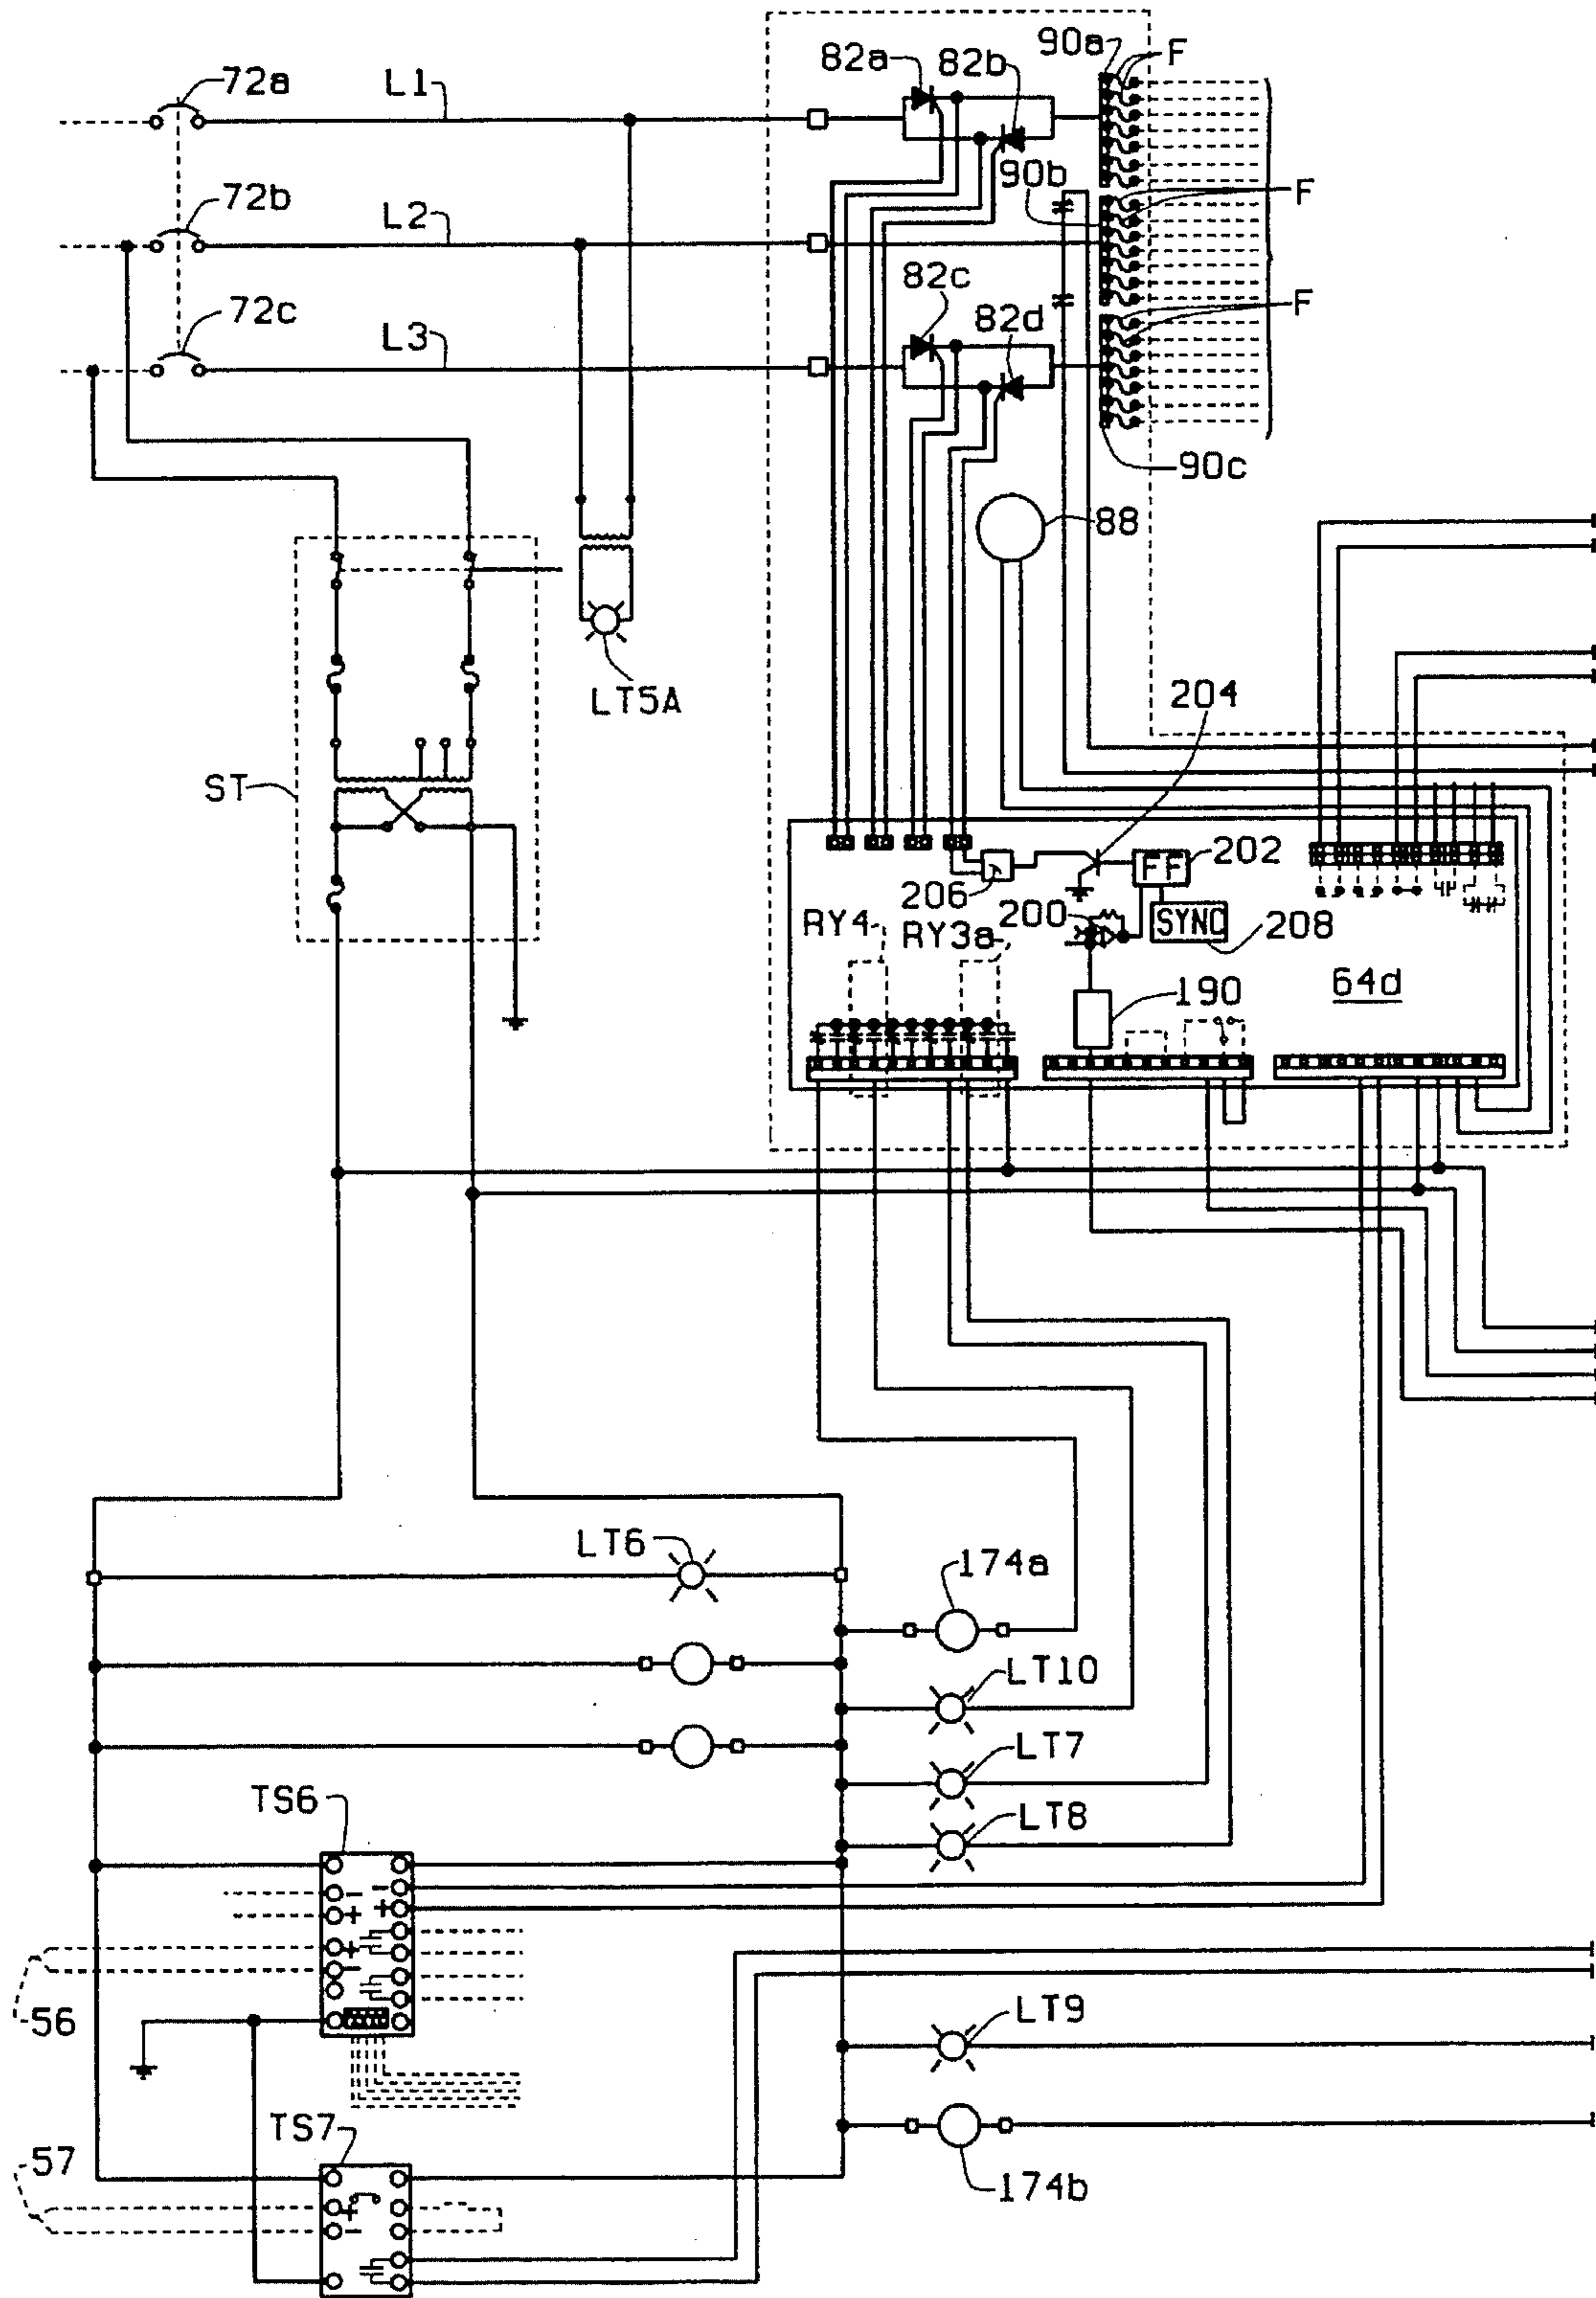 90a F
82a 82b
72a L1
90b
72b L2 F
82c
72c L3 82d F
90c
88
LT5A
204
ST
FF 202
206
RY4 RY3a 200 SYNC 208
64d
190
LT6
174a
LT10
LT7
TS6
LT8
- -
+ +
+
-
56
LT9
TS7
57
174b
+
-